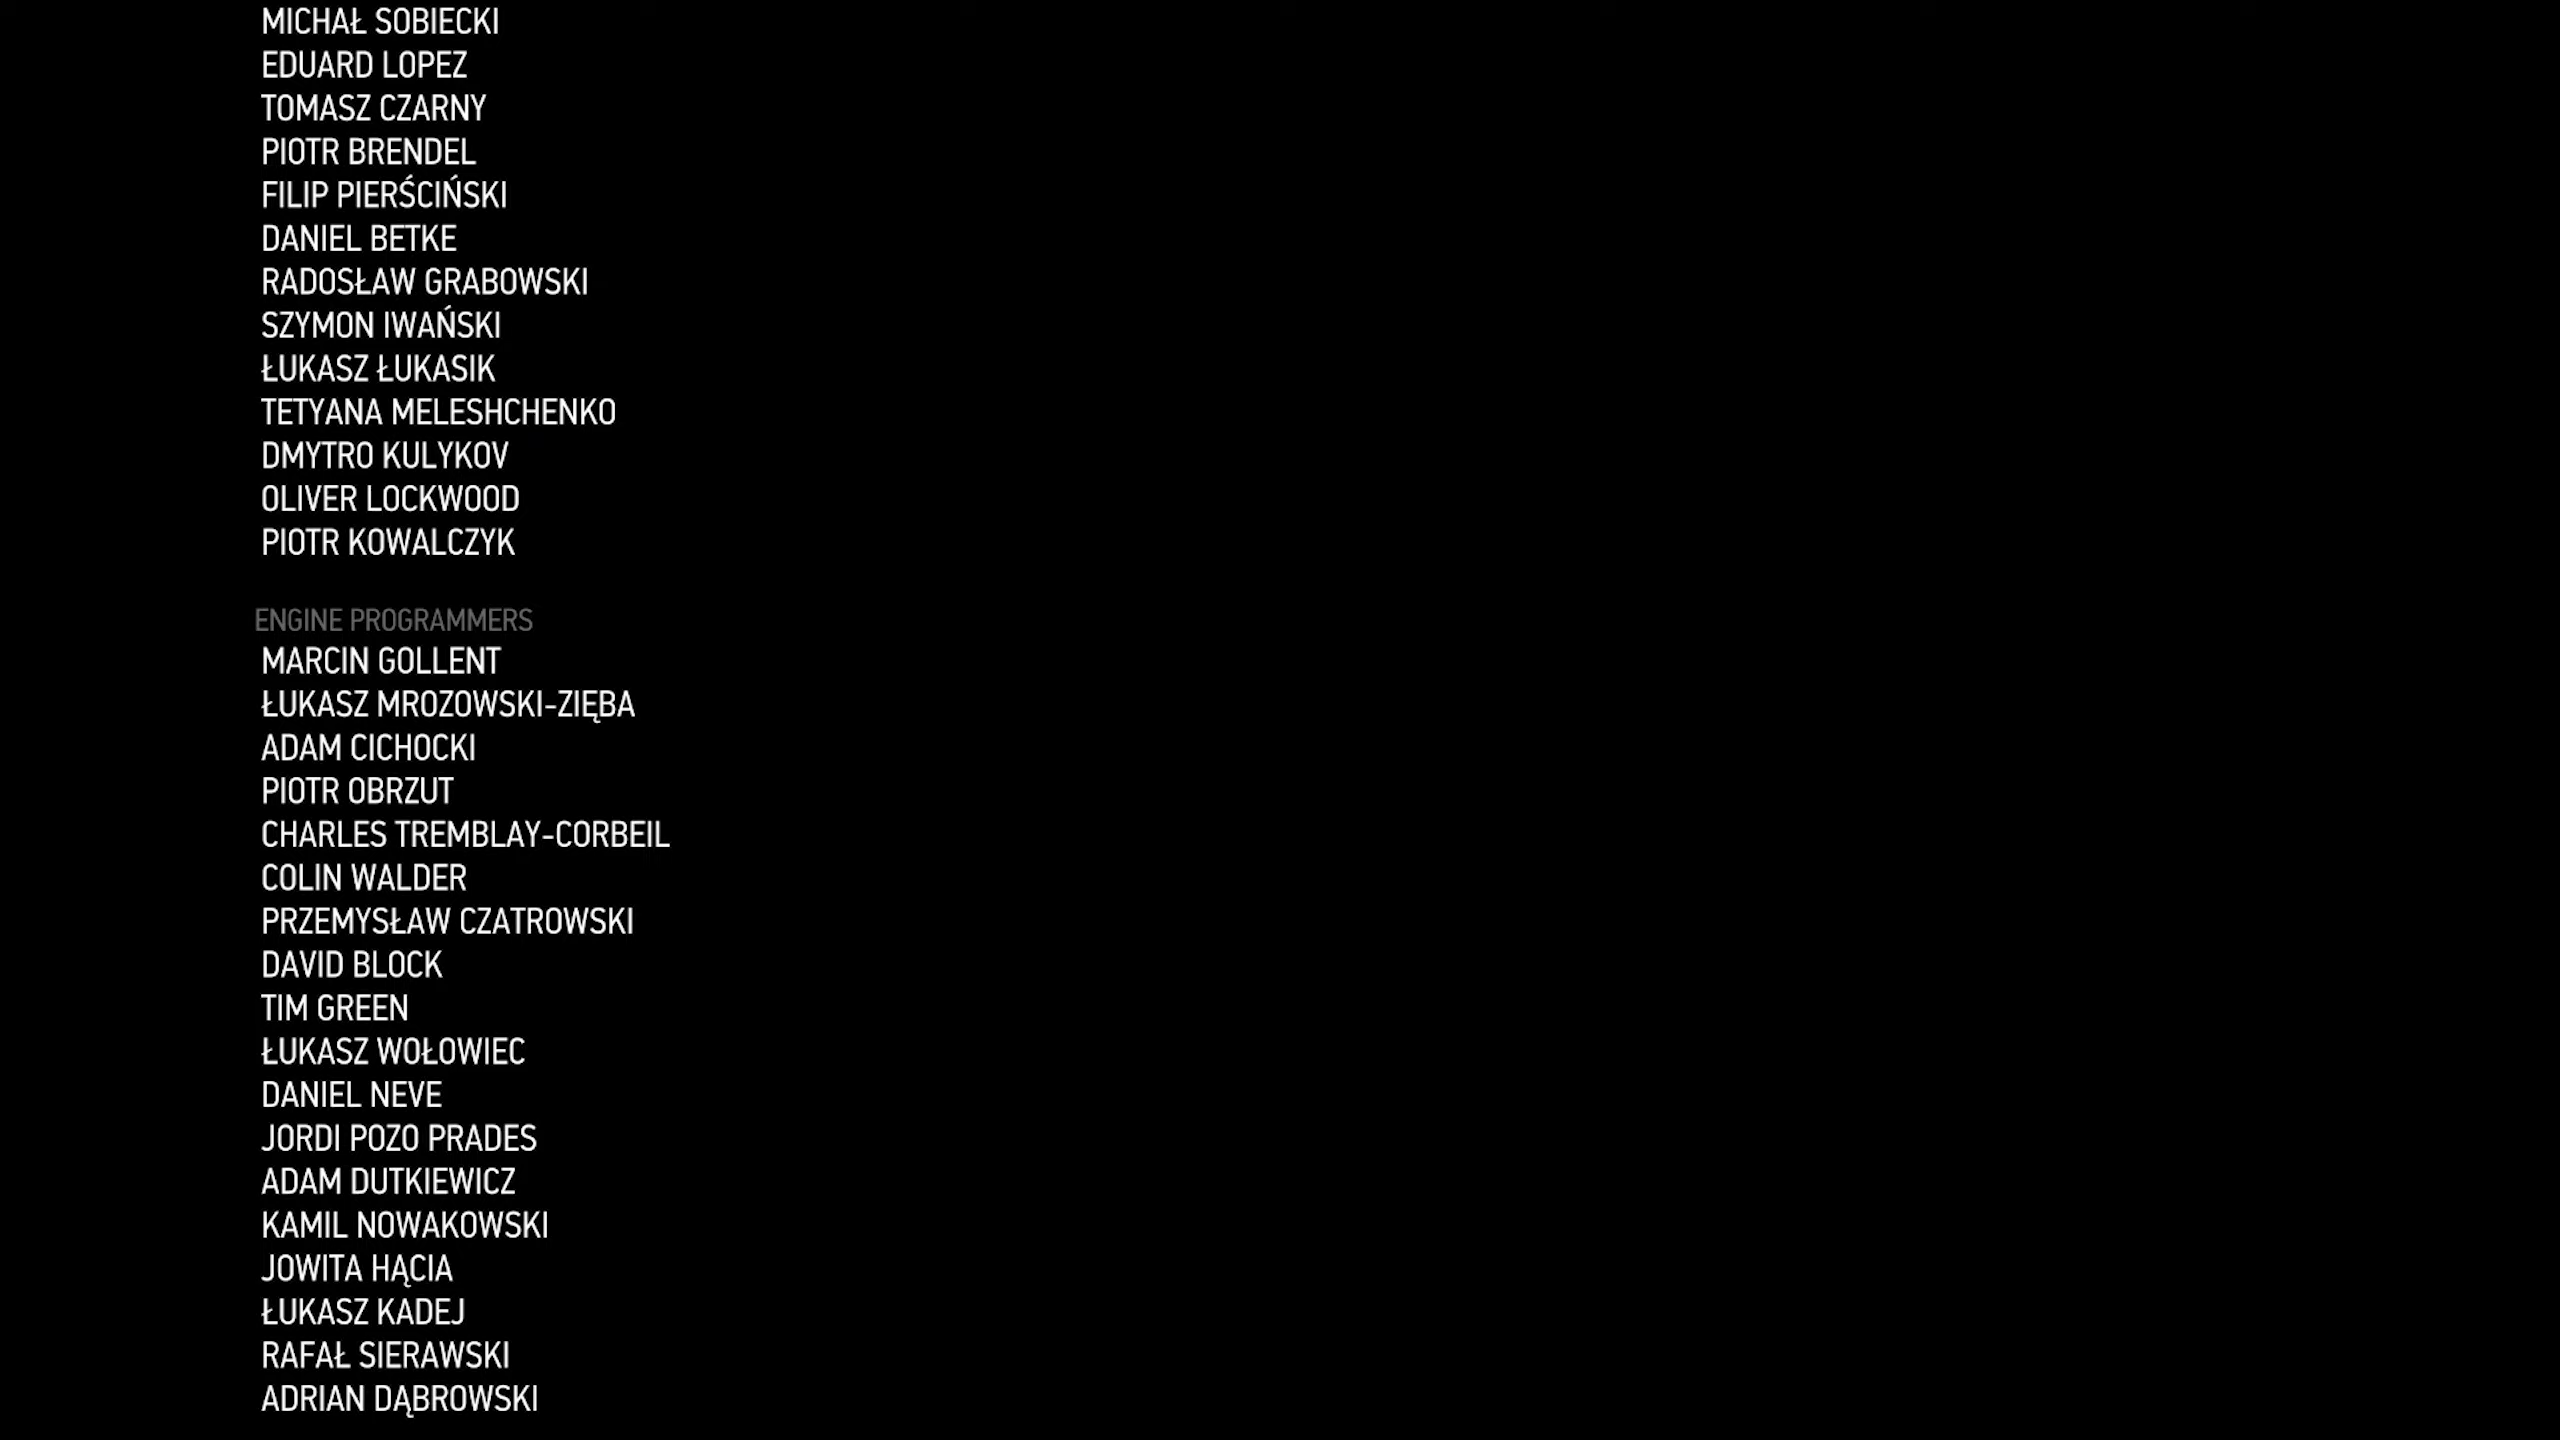 MICHAŁ SOBIECKI
EDUARD LOPEZ
TOMASZ CZARNY
PIOTR BRENDEL
FILIP PIERŚCIŃSKI
DANIEL BETKE
RADOSŁAW GRABOWSKI
SZYMON IWAŃSKI
ŁUKASZ ŁUKASIK
TETYANA MELESHCHENKO
DMYTRO KULYKOV
OLIVER LOCKWOOD
PIOTR KOWALCZYK
ENGINE PROGRAMMERS
MARCIN GOLLENT
ŁUKASZ MROZOWSKI-ZIĘBA
ADAM CICHOCKI
PIOTR OBRZUT
CHARLES TREMBLAY-CORBEIL
COLIN WALDER
PRZEMYSŁAW CZATROWSKI
DAVID BLOCK
TIM GREEN
ŁUKASZ WOŁOWIEC
DANIEL NEVE
JORDI POZO PRADES
ADAM DUTKIEWICZ
KAMIL NOWAKOWSKI
JOWITA HĄCIA
ŁUKASZ KADEJ
RAFAŁ SIERAWSKI
ADRIAN DĄBROWSKI